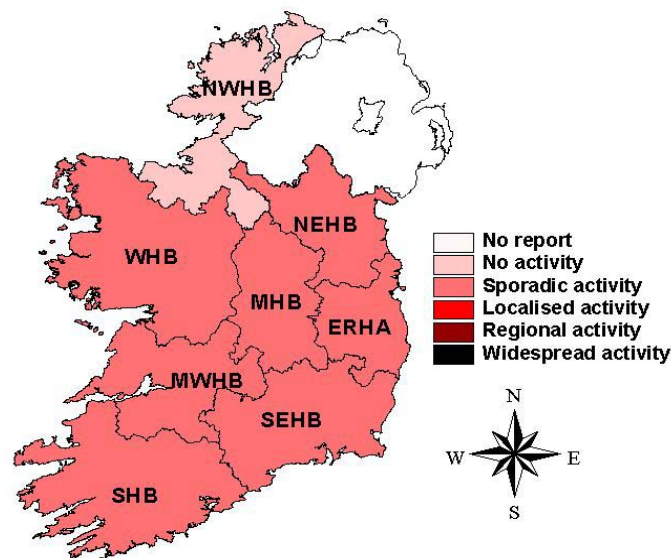 NWHB
NEHB
WHB
MHB
ERHA
MWHB
SEHB
SHB
No report
No activity
Sporadic activity
Localised activity
Regional activity
Widespread activity
N
W E
S